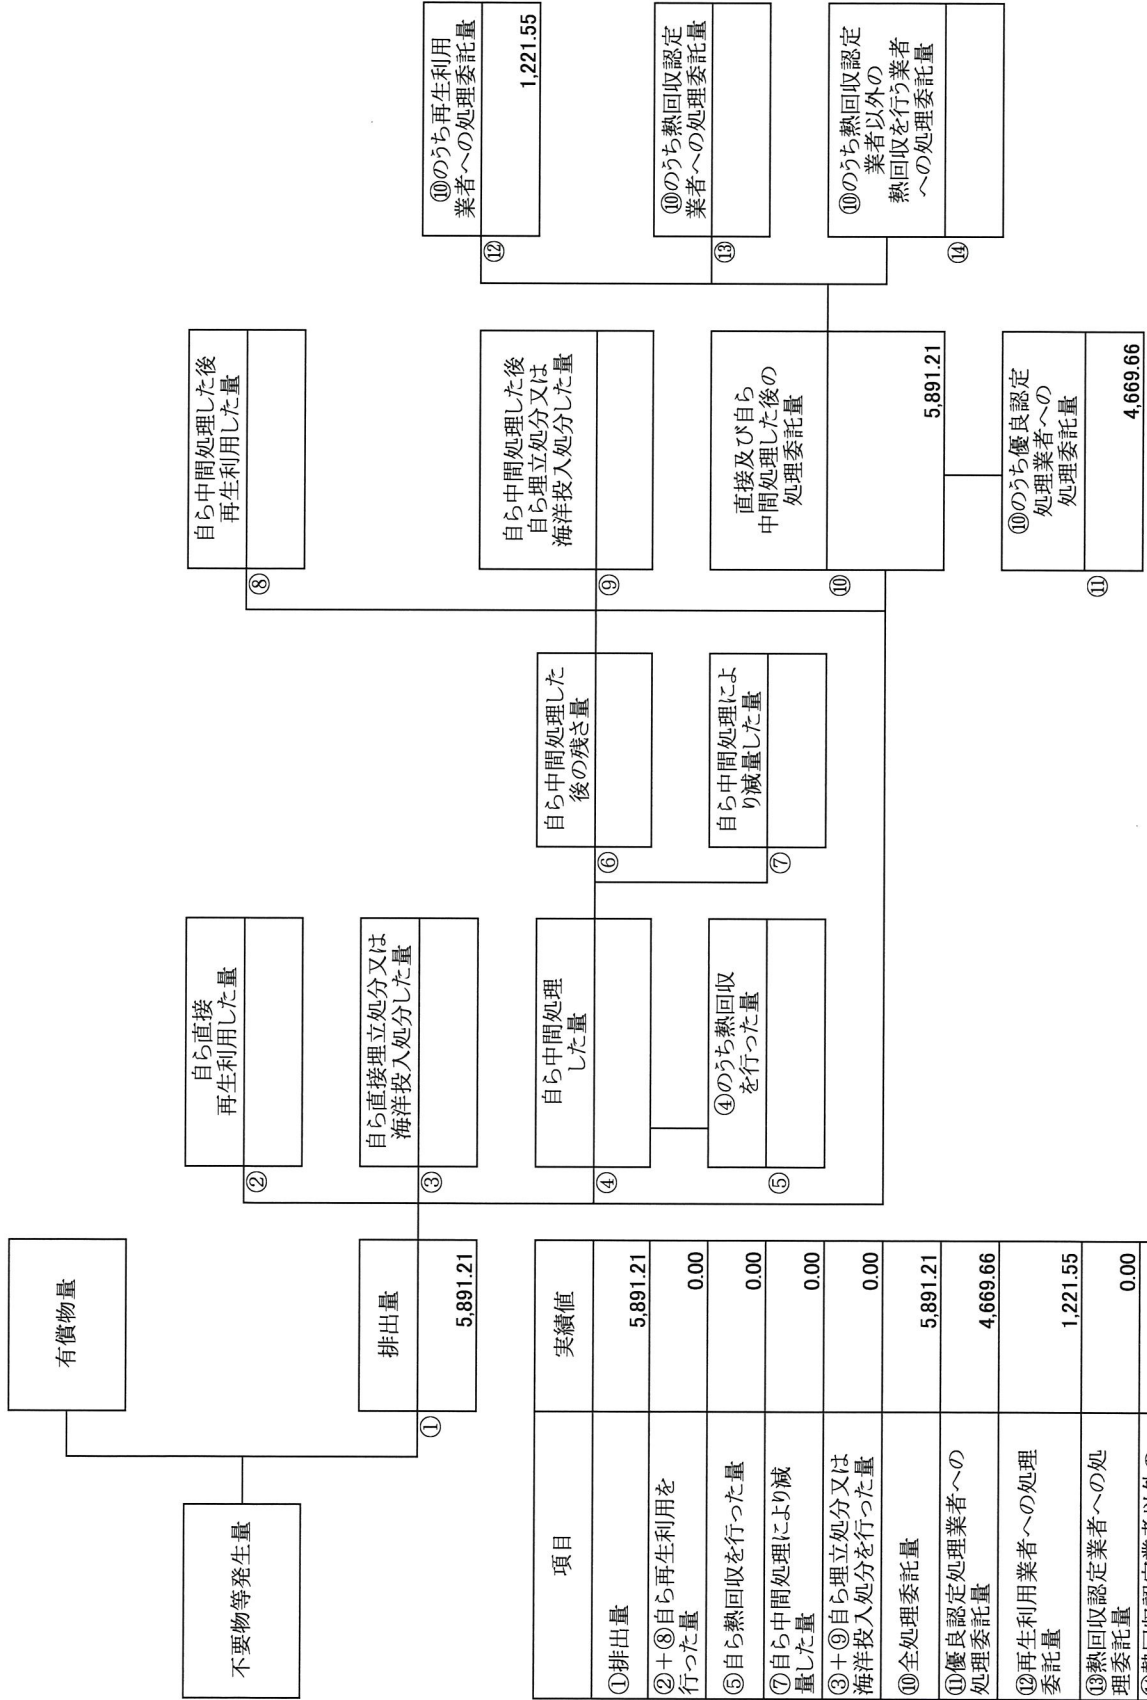 不要物等発生量
有償物量
排出量
①
5,891.21
自ら直接
再生利用した量
②
自ら直接埋立処分又は
海洋投入処分した量
③
自ら中間処理
した量
④
④のうち熱回収
を行った量
⑤
自ら中間処理した
後の残さ量
⑥
自ら中間処理によ
り減量した量
⑦
自ら中間処理した後
再生利用した量
⑧
自ら中間処理した後
自ら埋立処分又は
海洋投入処分した量
⑨
直接及び自ら
中間処理した後の
処理委託量
⑩
5,891.21
⑩のうち優良認定
処理業者への
処理委託量
⑪
4,669.66
⑩のうち再生利用
業者への処理委託量
⑫
1,221.55
⑩のうち熱回収認定
業者への処理委託量
⑬
⑩のうち熱回収認定
業者以外の
熱回収を行う業者
への処理委託量
⑭
項目 実績値
①排出量 5,891.21
②+⑧自ら再生利用を
行った量 0.00
⑤自ら熱回収を行った量 0.00
⑦自ら中間処理により減
量した量 0.00
③+⑨自ら埋立処分又は
海洋投入処分を行った量 0.00
⑩全処理委託量 5,891.21
⑪優良認定処理業者への
処理委託量 4,669.66
⑫再生利用業者への処理
委託量 1,221.55
⑬熱回収認定業者への処
理委託量 0.00